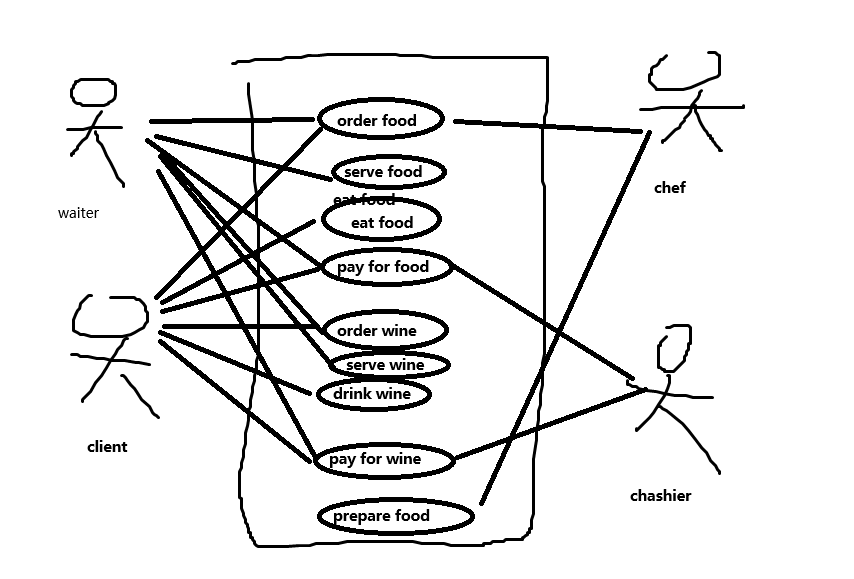 order food
serve food
eat food
eat food
pay for food
order wine
serve wine
drink wine
pay for wine
prepare food
waiter
client
chef
chashier